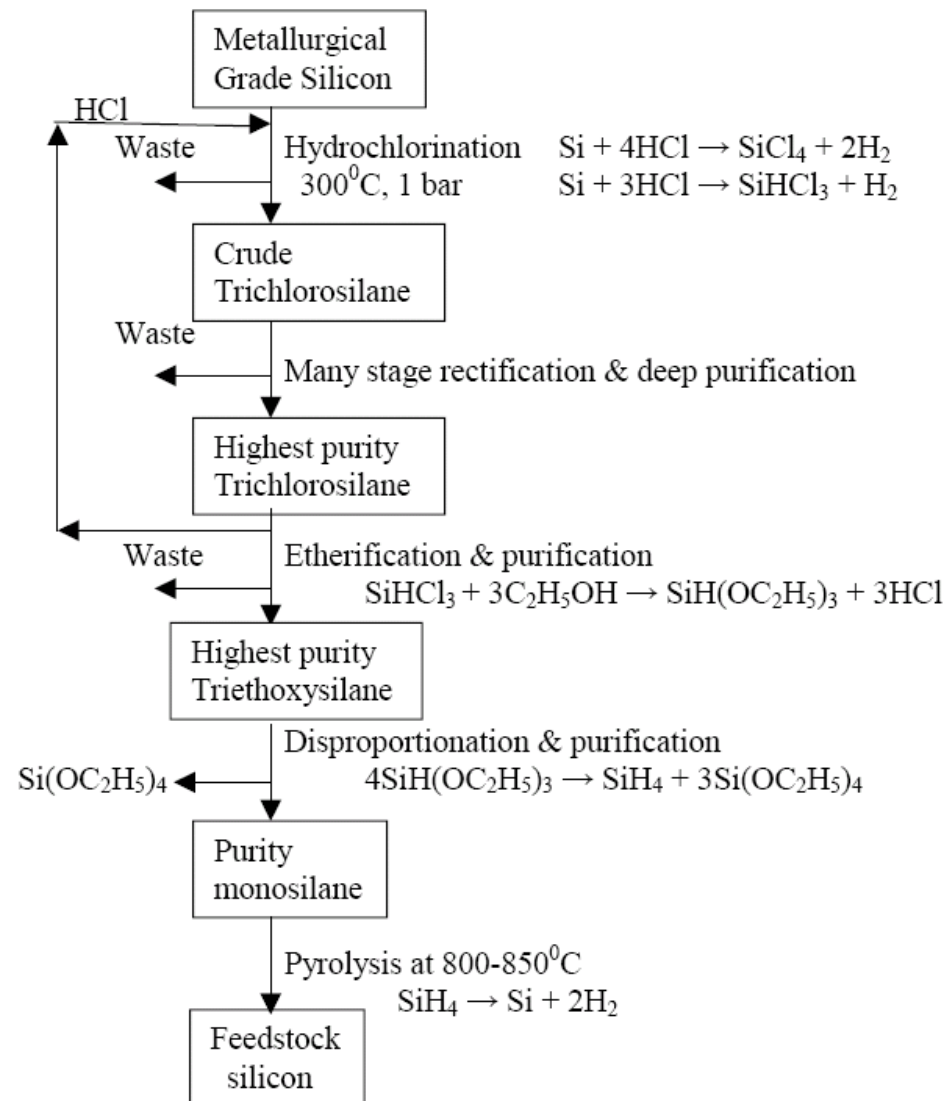 Metallurgical
Grade Silicon
HCl
Waste
Hydrochlorination
300⁰C, 1 bar
Si + 4HCl → SiCl₄ + 2H₂
Si + 3HCl → SiHCl₃ + H₂
Crude
Trichlorosilane
Waste
Many stage rectification & deep purification
Highest purity
Trichlorosilane
Waste
Etherification & purification
SiHCl₃ + 3C₂H₅OH → SiH(OC₂H₅)₃ + 3HCl
Highest purity
Triethoxysilane
Disproportionation & purification
Si(OC₂H₅)₄
4SiH(OC₂H₅)₃ → SiH₄ + 3Si(OC₂H₅)₄
Purity
monosilane
Pyrolysis at 800-850⁰C
SiH₄ → Si + 2H₂
Feedstock
silicon